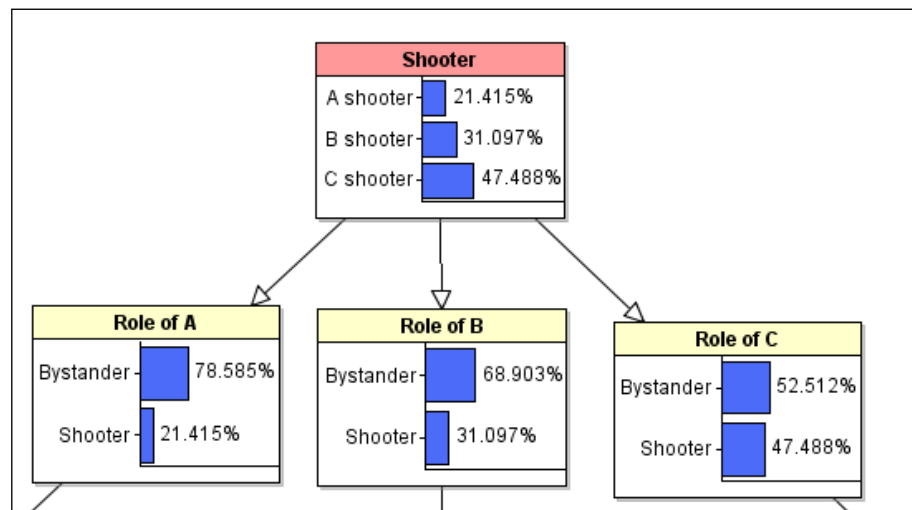 Shooter
A shooter 21.415%
B shooter 31.097%
C shooter 47.488%
Role of A
Bystander 78.585%
Shooter 21.415%
Role of B
Bystander 68.903%
Shooter 31.097%
Role of C
Bystander 52.512%
Shooter 47.488%